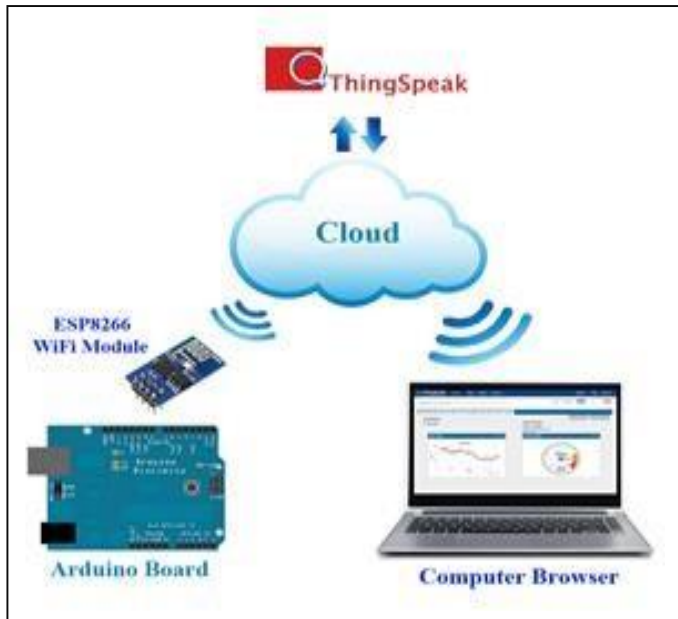 ThingSpeak
Cloud
ESP8266
WiFi Module
Arduino Board
Computer Browser